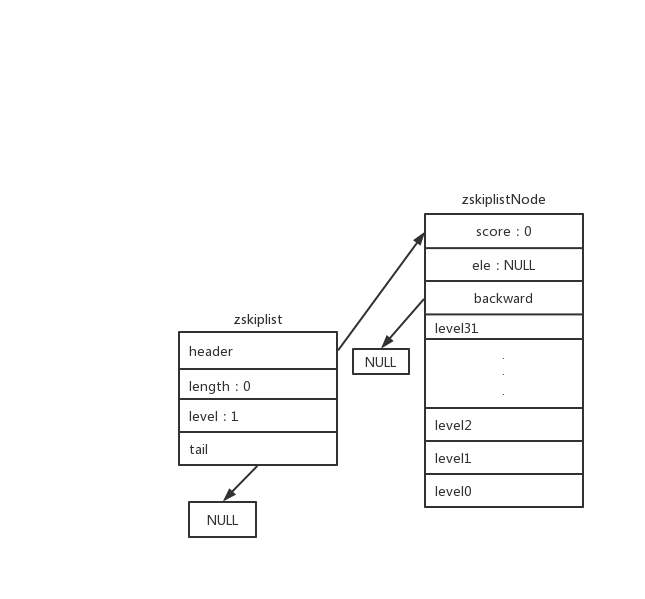 zskiplistNode
score : 0
ele : NULL
backward
level31
.
.
.
level2
level1
level0
zskiplist
header
length : 0
level : 1
tail
NULL
NULL